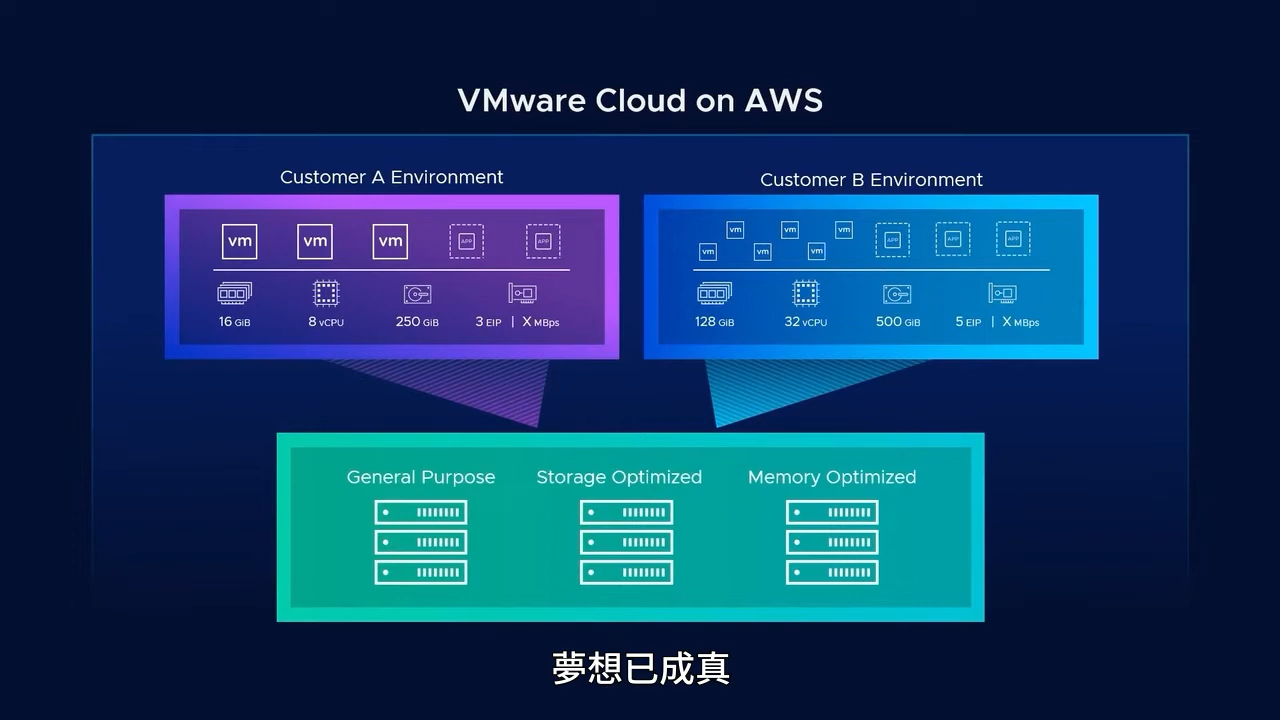 VMware Cloud on AWS
Customer A Environment
vm vm vm APP APP
16 GiB 8 vCPU 250 GiB 3 EIP | X MBps
Customer B Environment
vm vm vm
vm vm vm APP APP APP
128 GiB 32 vCPU 500 GiB 5 EIP | X MBps
General Purpose Storage Optimized Memory Optimized
夢想已成真